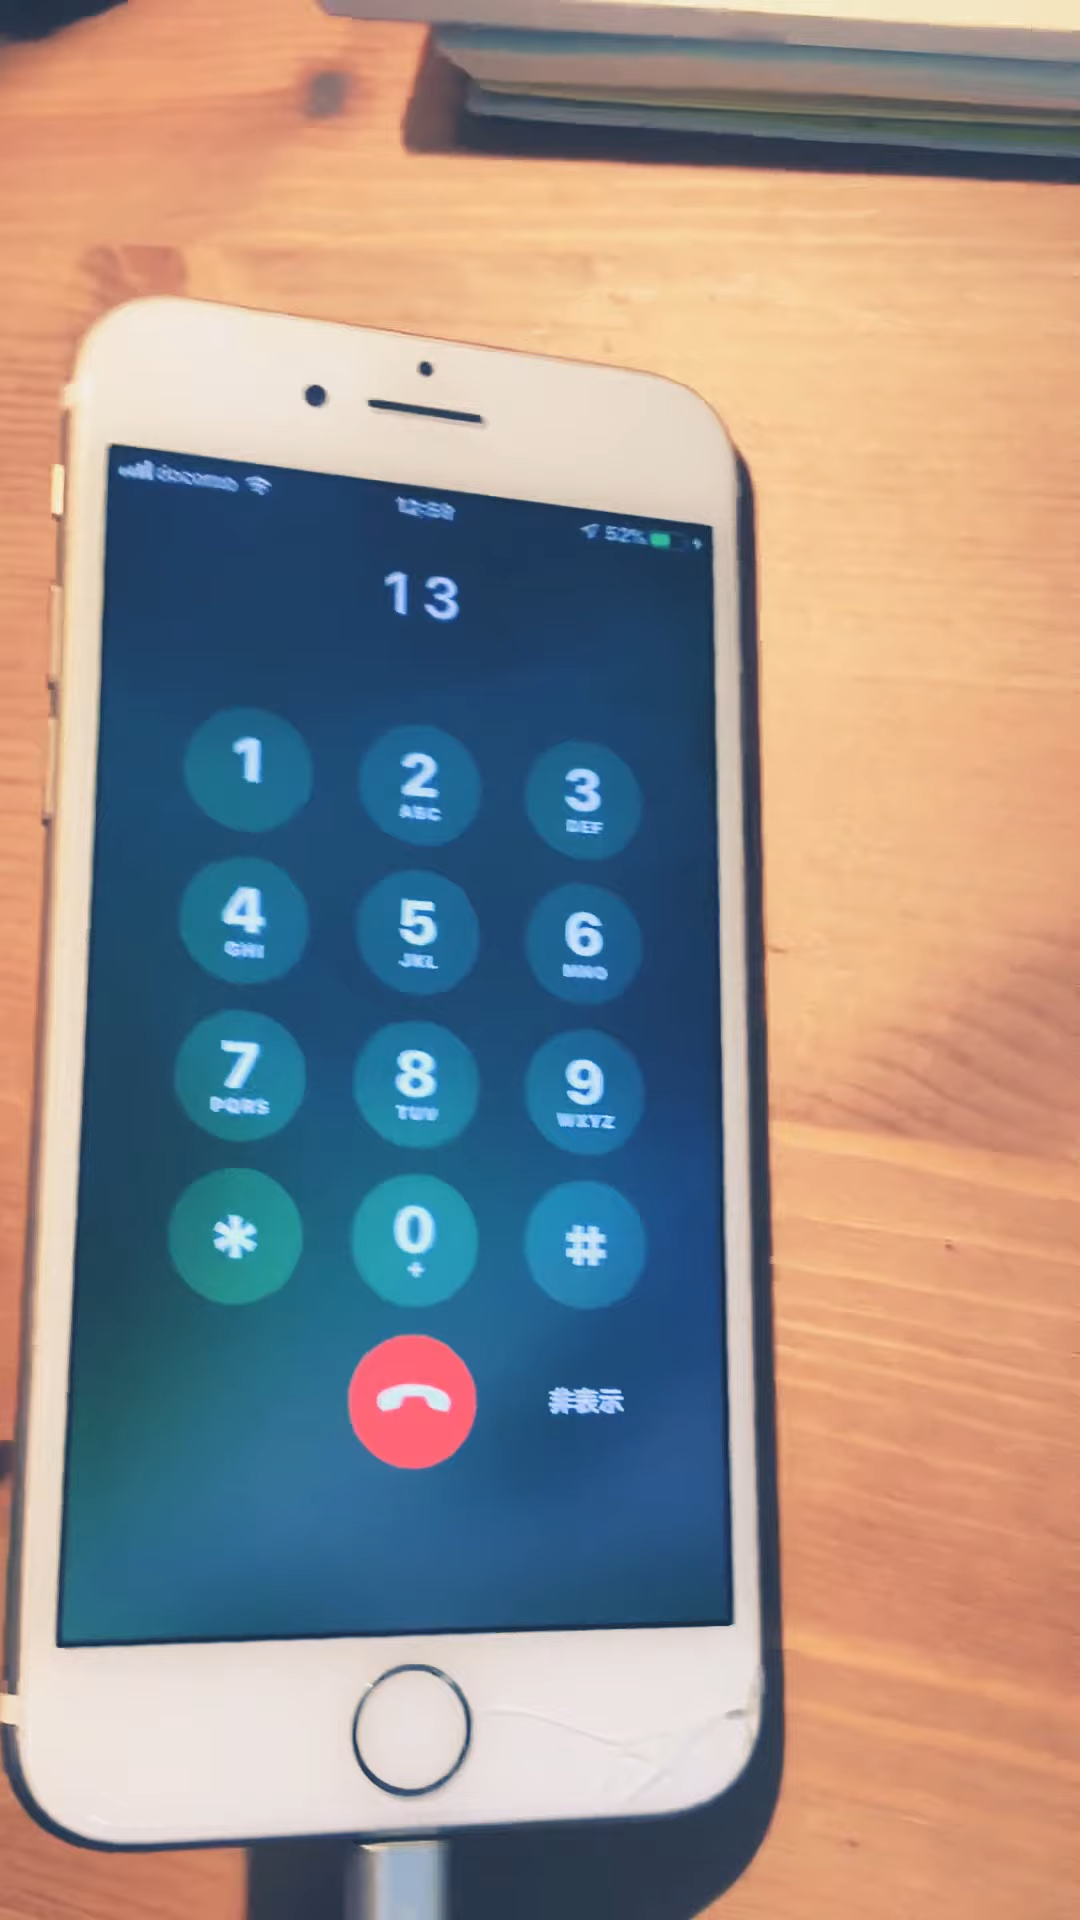 docomo
52%
13
1 2 3
ABC DEF
4 5 6
GHI JKL MNO
7 8 9
PQRS TUV WXYZ
* 0 #
+
非表示